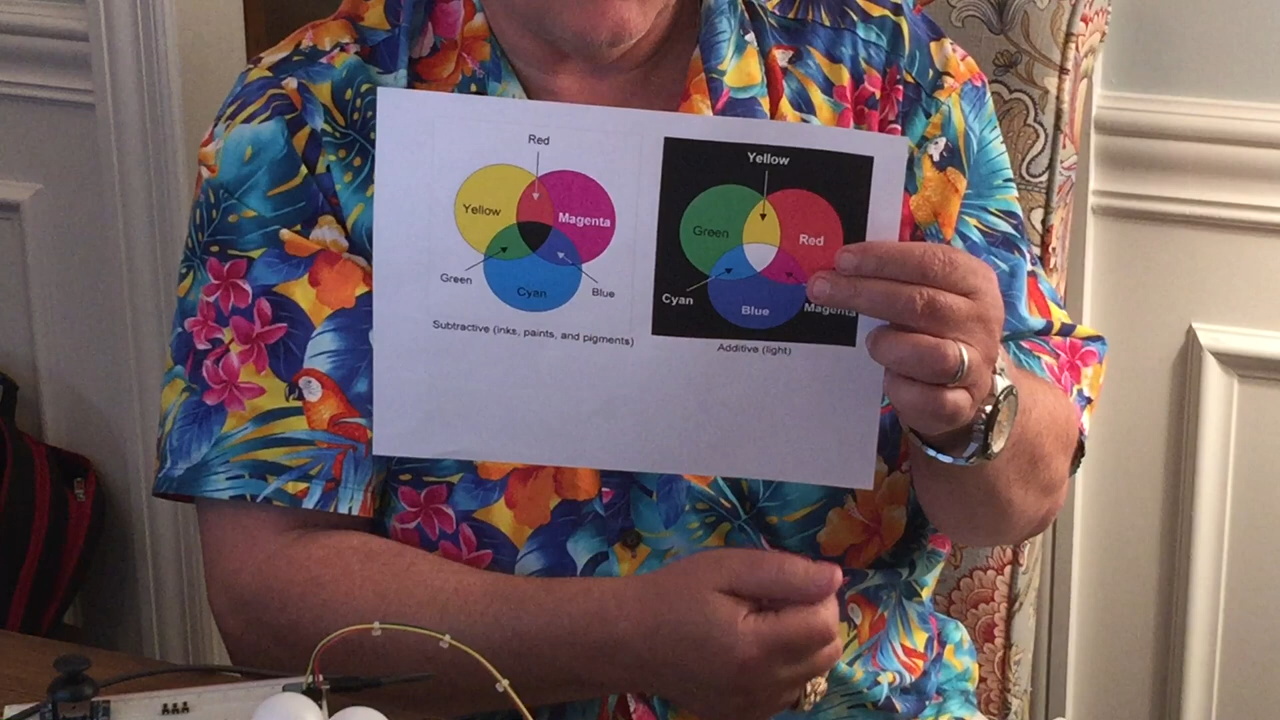 Red
Yellow
Magenta
Green
Cyan
Blue
Subtractive (inks, paints, and pigments)
Yellow
Green
Red
Cyan
Blue
Magenta
Additive (light)